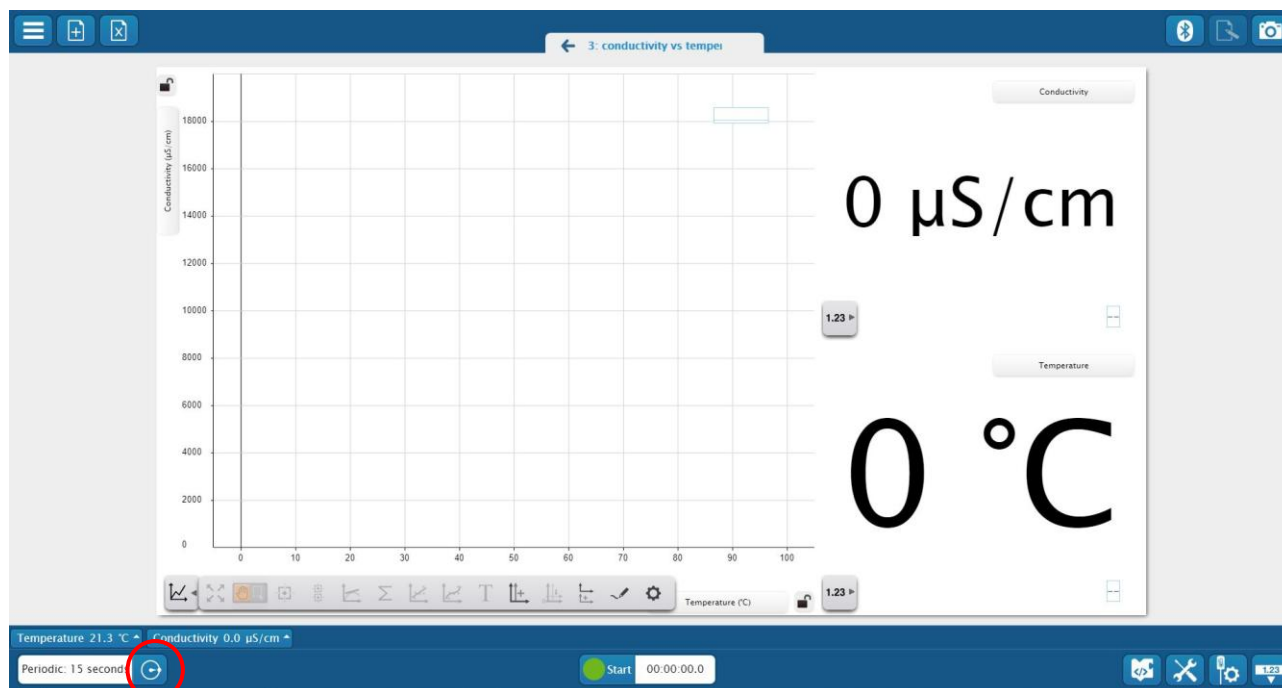 3: conductivity vs temper
Conductivity (µS/cm)
18000
16000
14000
12000
10000
8000
6000
4000
2000
0
0 10 20 30 40 50 60 70 80 90 100
T
Temperature (℃)
Conductivity
0 µS/cm
1.23
--
Temperature
0 °C
1.23
--
Temperature 21.3 ℃ Conductivity 0.0 µS/cm
Periodic: 15 seconds
Start 00:00:00.0
1.23